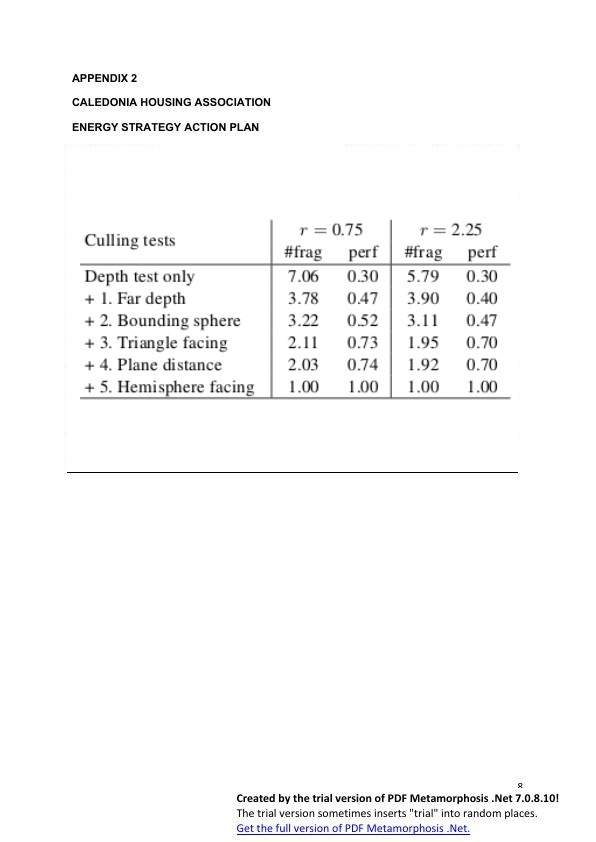 APPENDIX 2
CALEDONIA HOUSING ASSOCIATION
ENERGY STRATEGY ACTION PLAN
Culling tests r = 0.75 r = 2.25
#frag perf #frag perf
Depth test only 7.06 0.30 5.79 0.30
+ 1. Far depth 3.78 0.47 3.90 0.40
+ 2. Bounding sphere 3.22 0.52 3.11 0.47
+ 3. Triangle facing 2.11 0.73 1.95 0.70
+ 4. Plane distance 2.03 0.74 1.92 0.70
+ 5. Hemisphere facing 1.00 1.00 1.00 1.00
8
Created by the trial version of PDF Metamorphosis .Net 7.0.8.10!
The trial version sometimes inserts "trial" into random places.
Get the full version of PDF Metamorphosis .Net.